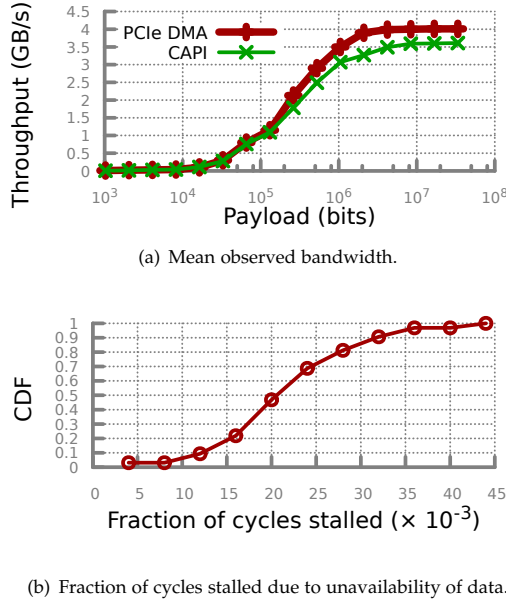 Throughput (GB/s)
4.5
4
3.5
3
2.5
2
1.5
1
0.5
0
PCIe DMA
CAPI
10^3 10^4 10^5 10^6 10^7 10^8
Payload (bits)
(a) Mean observed bandwidth.
CDF
1
0.9
0.8
0.7
0.6
0.5
0.4
0.3
0.2
0.1
0
0 5 10 15 20 25 30 35 40 45
Fraction of cycles stalled (× 10^-3)
(b) Fraction of cycles stalled due to unavailability of data.